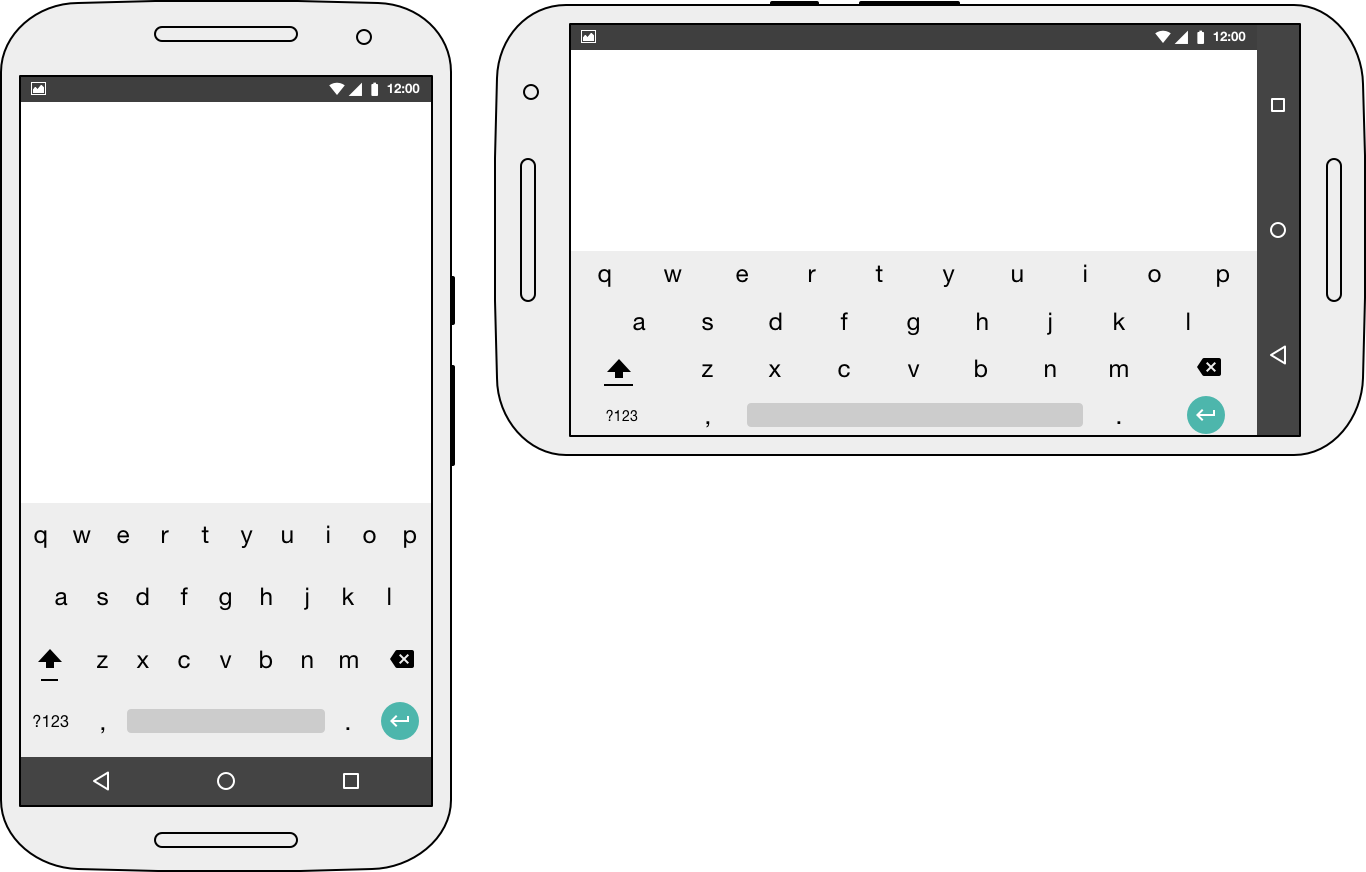 12:00
q w e r t y u i o p
a s d f g h j k l
z x c v b n m
?123 , .
12:00
q w e r t y u i o p
a s d f g h j k l
z x c v b n m
?123 , .